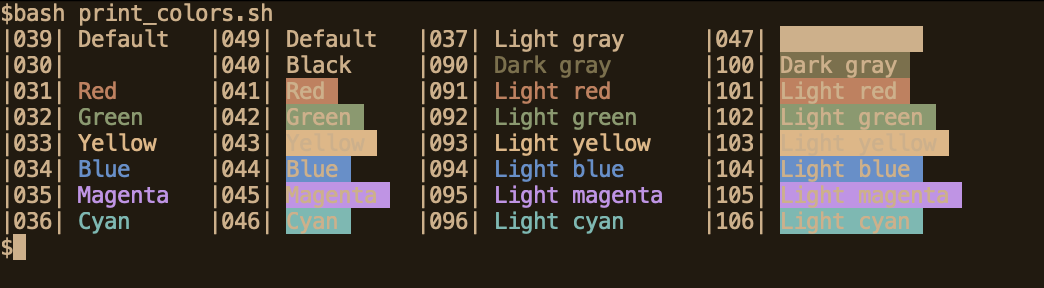 $bash print_colors.sh
|039| Default |049| Default |037| Light gray |047|
|030| |040| Black |090| Dark gray |100| Dark gray
|031| Red |041| Red |091| Light red |101| Light red
|032| Green |042| Green |092| Light green |102| Light green
|033| Yellow |043| Yellow |093| Light yellow |103| Light yellow
|034| Blue |044| Blue |094| Light blue |104| Light blue
|035| Magenta |045| Magenta |095| Light magenta |105| Light magenta
|036| Cyan |046| Cyan |096| Light cyan |106| Light cyan
$